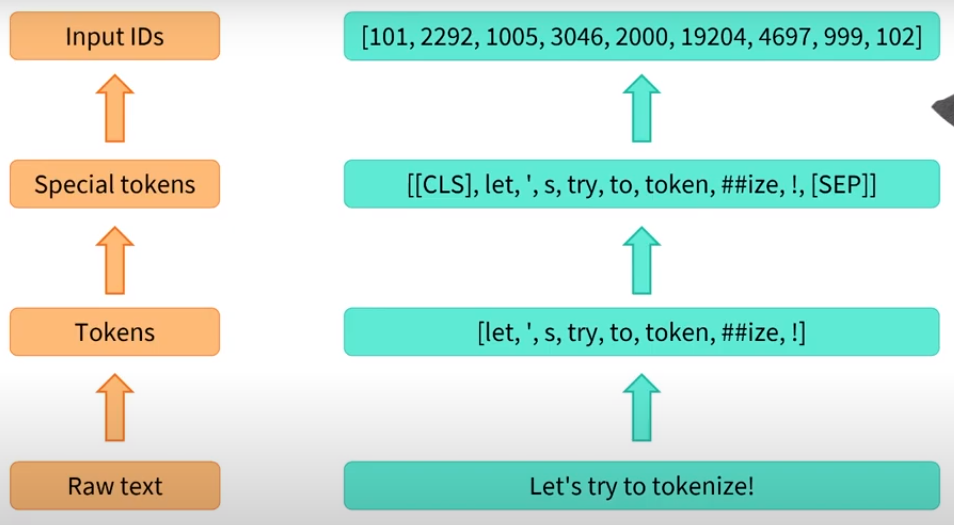 Input IDs
[101, 2292, 1005, 3046, 2000, 19204, 4697, 999, 102]
Special tokens
[[CLS], let, ', s, try, to, token, ##ize, !, [SEP]]
Tokens
[let, ', s, try, to, token, ##ize, !]
Raw text
Let's try to tokenize!